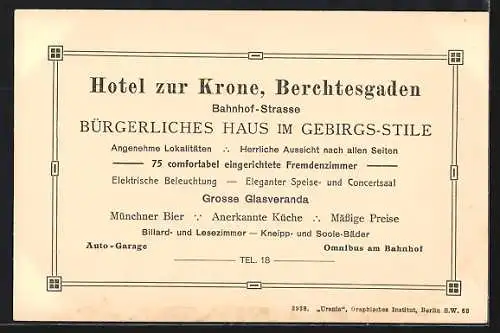 Hotel zur Krone, Berchtesgaden
Bahnhof-Strasse
BÜRGERLICHES HAUS IM GEBIRGS-STILE
Angenehme Lokalitäten ∴ Herrliche Aussicht nach allen Seiten
75 comfortabel eingerichtete Fremdenzimmer
Elektrische Beleuchtung — Eleganter Speise- und Concertsaal
Grosse Glasveranda
Münchner Bier ∵ Anerkannte Küche ∴ Mäßige Preise
Billard- und Lesezimmer — Kneipp- und Soole-Bäder
Auto-Garage Omnibus am Bahnhof
TEL. 18
3958. „Urania“, Graphisches Institut, Berlin S.W. 68